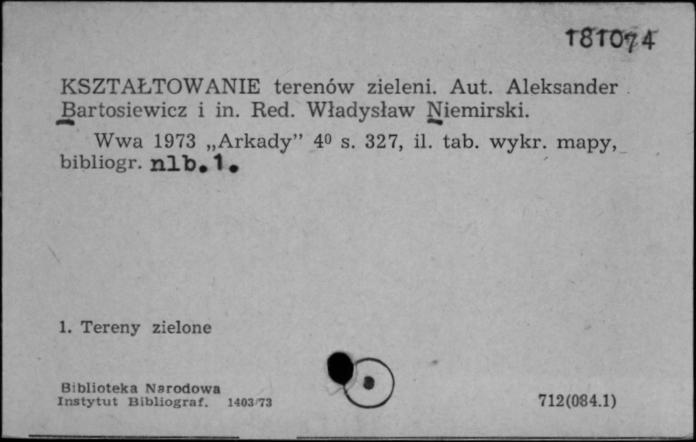 181074
KSZTAŁTOWANIE terenów zieleni. Aut. Aleksander
Bartosiewicz i in. Red. Władysław Niemirski.
Wwa 1973 „Arkady” 4⁰ s. 327, il. tab. wykr. mapy,
bibliogr. nlb.1.
1. Tereny zielone
Biblioteka Narodowa
Instytut Bibliograf. 1403/73
712(084.1)